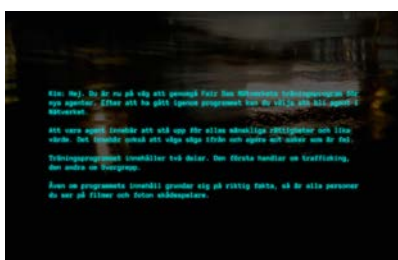 Kim: Hej. Du är nu på väg att genomgå Fair Sex Nätverkets träningsprogram för
nya agenter. Efter att ha gått igenom programmet kan du välja att bli agent i
Nätverket.
Att vara agent innebär att stå upp för allas mänskliga rättigheter och lika
värde. Det innebär också att våga säga ifrån och agera mot saker som är fel.
Träningsprogrammet innehåller två delar. Den första handlar om trafficking,
den andra om övergrepp.
Även om programmets innehåll grundar sig på riktig fakta, så är alla personer
du ser på filmer och foton skådespelare.